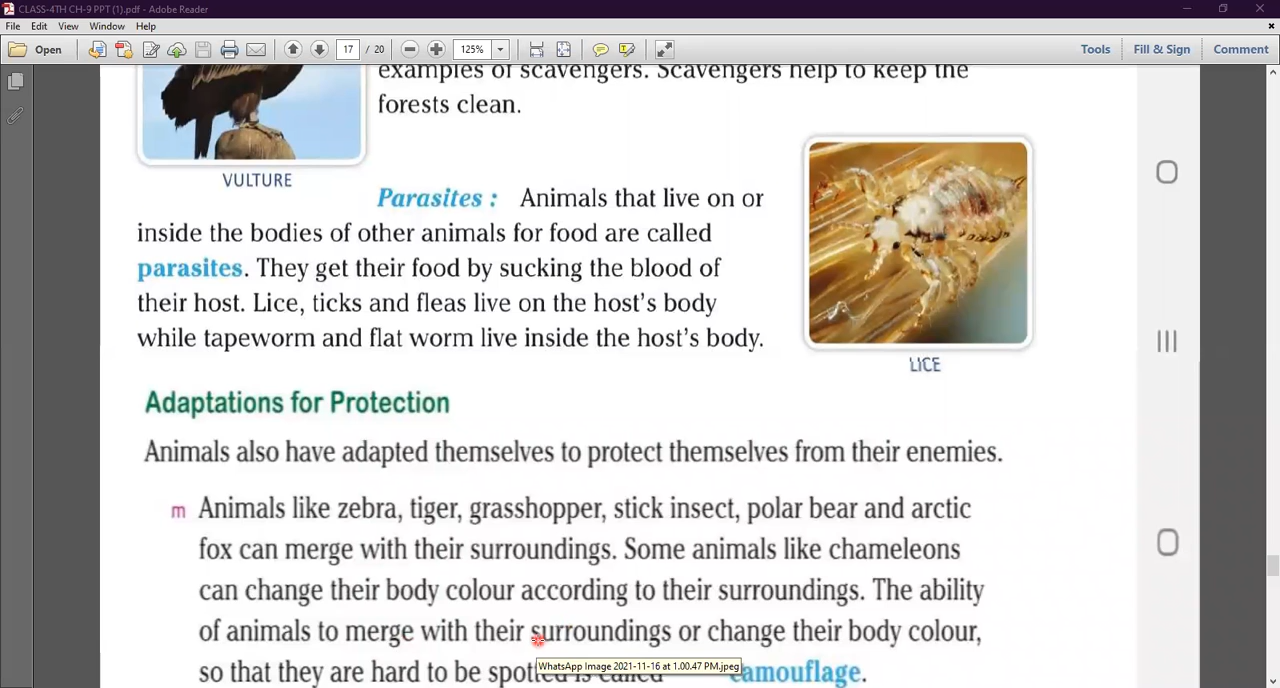 CLASS-4TH CH-9 PPT (1).pdf - Adobe Reader
File Edit View Window Help
Open 17 / 20 125% Tools Fill & Sign Comment
examples of scavengers. Scavengers help to keep the
forests clean.
VULTURE
Parasites : Animals that live on or
inside the bodies of other animals for food are called
parasites. They get their food by sucking the blood of
their host. Lice, ticks and fleas live on the host's body
while tapeworm and flat worm live inside the host's body.
LICE
Adaptations for Protection
Animals also have adapted themselves to protect themselves from their enemies.
m Animals like zebra, tiger, grasshopper, stick insect, polar bear and arctic
fox can merge with their surroundings. Some animals like chameleons
can change their body colour according to their surroundings. The ability
of animals to merge with their surroundings or change their body colour,
WhatsApp Image 2021-11-16 at 1.00.47 PM.jpeg
so that they are hard to be spotted is called camouflage.